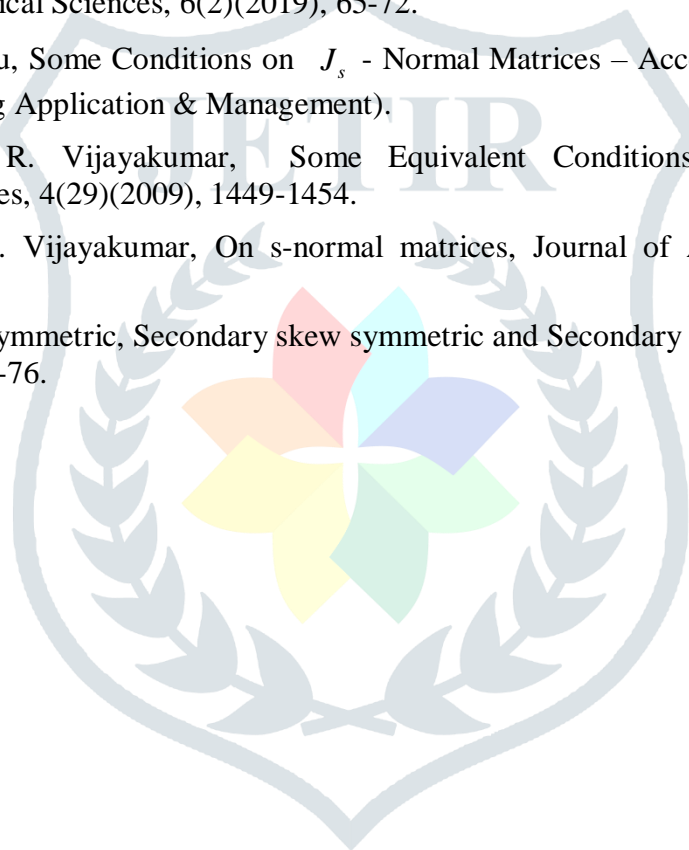 ical Sciences, 6(2)(2019), 65-72.
u, Some Conditions on J_s - Normal Matrices – Acc
g Application & Management).
R. Vijayakumar, Some Equivalent Conditions
es, 4(29)(2009), 1449-1454.
. Vijayakumar, On s-normal matrices, Journal of
ymmetric, Secondary skew symmetric and Secondary
-76.
JETIR